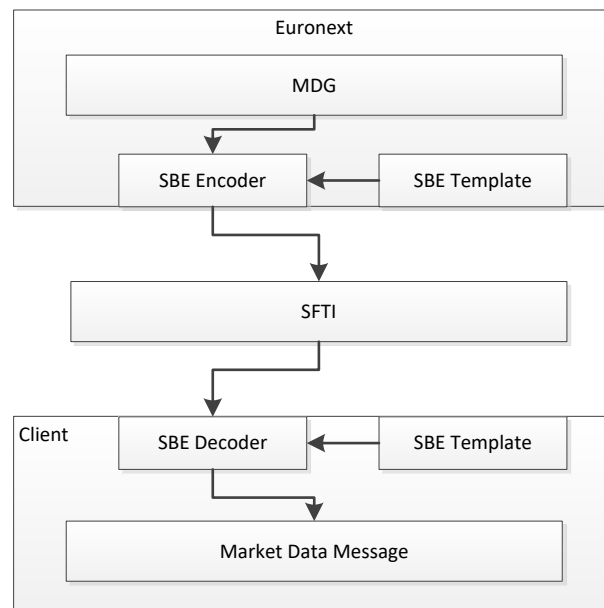 Euronext
MDG
SBE Encoder
SBE Template
SFTI
Client
SBE Decoder
SBE Template
Market Data Message